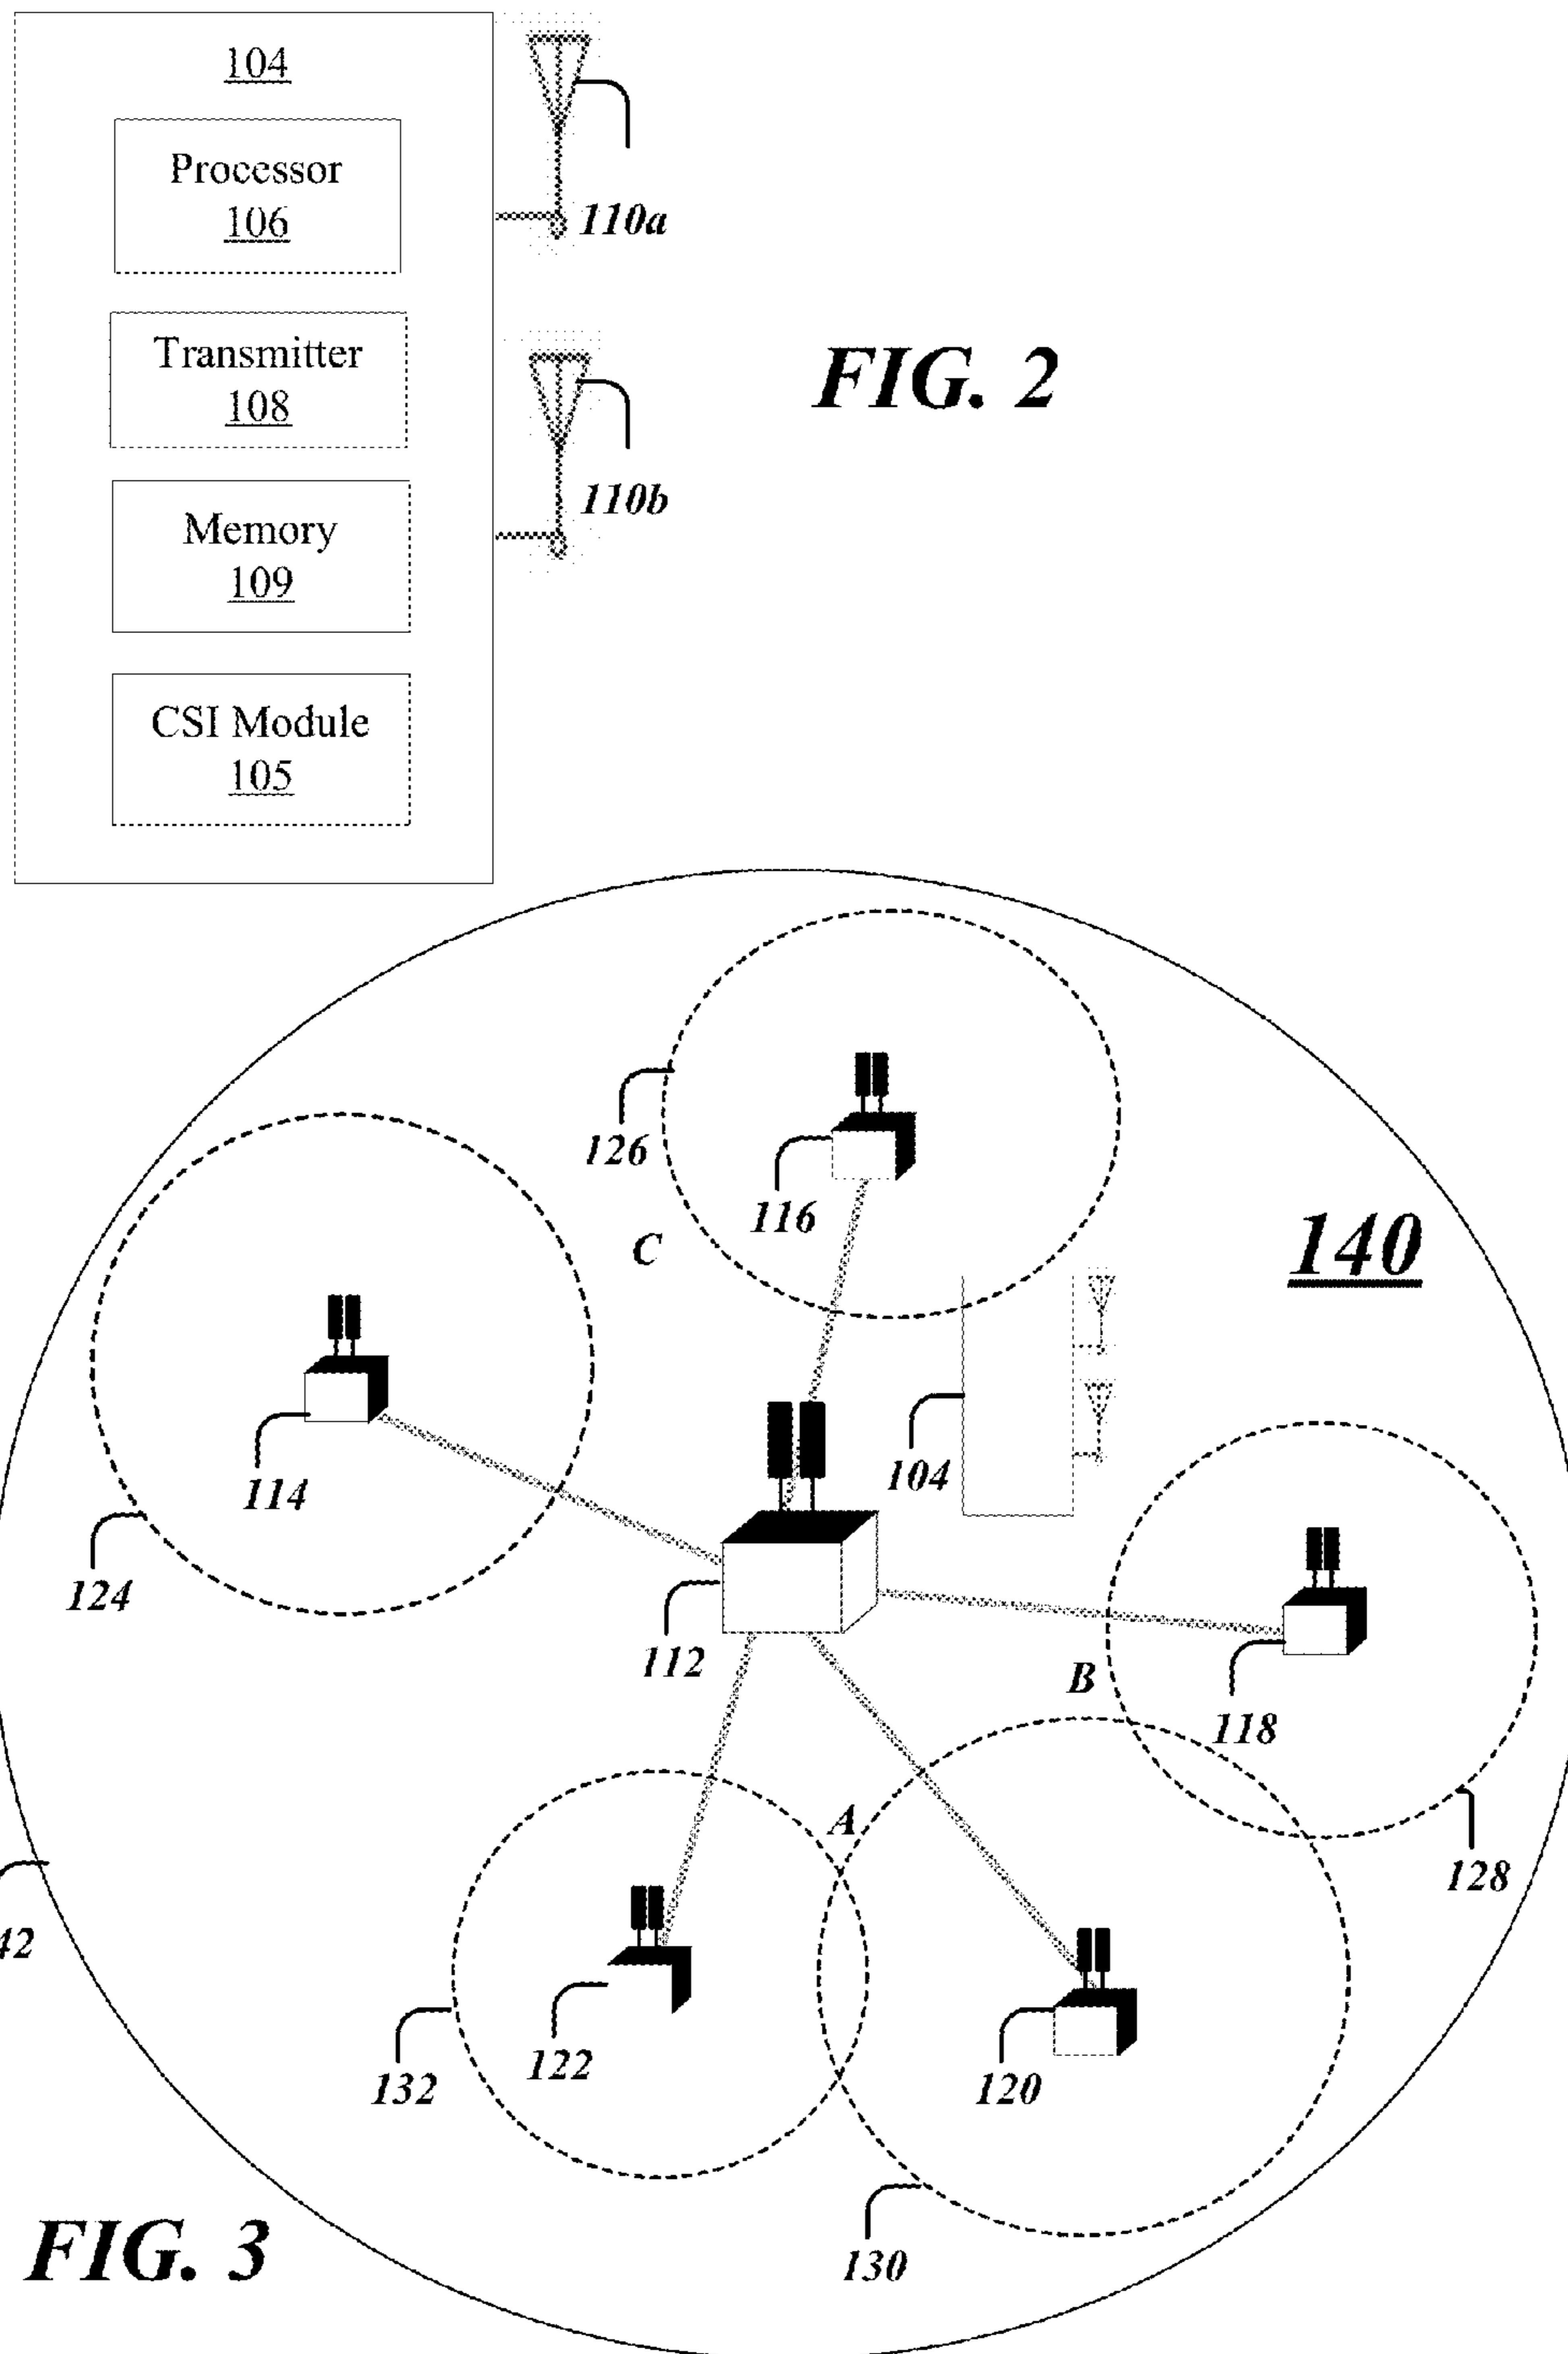 104
Processor
106
110a
Transmitter
108
FIG. 2
110b
Memory
109
CSI Module
105
126
116
C
140
104
114
124
112
B
118
A
128
42
122
132
120
130
FIG. 3